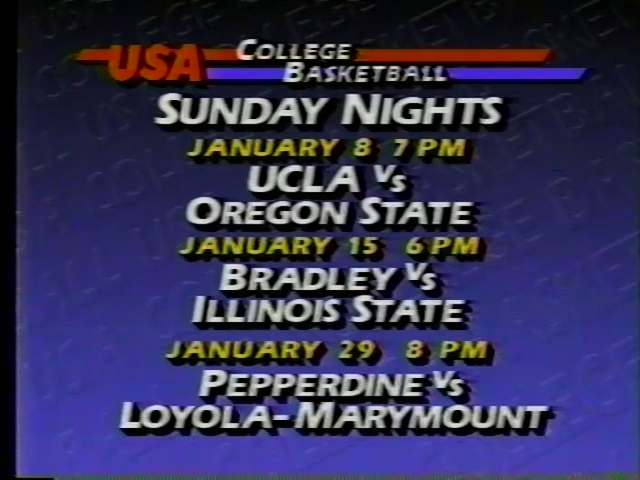 USA COLLEGE BASKETBALL
SUNDAY NIGHTS
JANUARY 8 7 PM
UCLA VS
OREGON STATE
JANUARY 15 6 PM
BRADLEY VS
ILLINOIS STATE
JANUARY 29 8 PM
PEPPERDINE VS
LOYOLA-MARYMOUNT